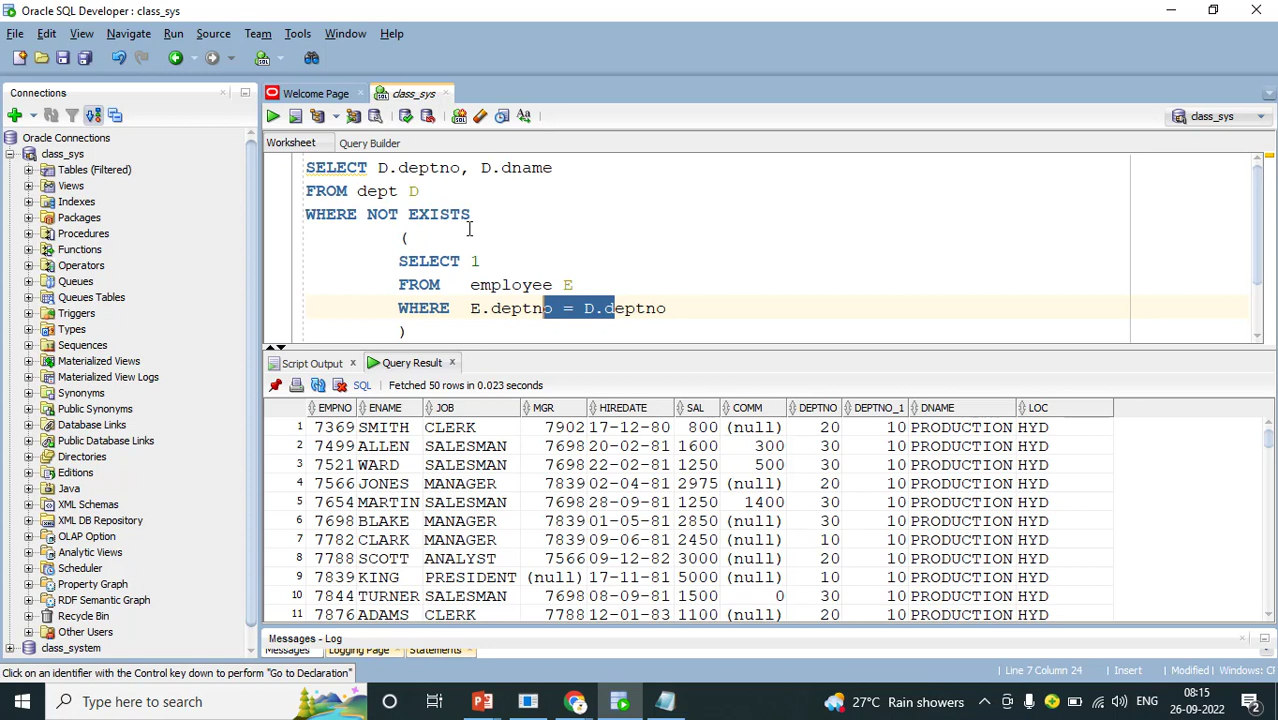 Oracle SQL Developer : class_sys
File Edit View Navigate Run Source Team Tools Window Help
Connections
Oracle Connections
class_sys
Tables (Filtered)
Views
Indexes
Packages
Procedures
Functions
Operators
Queues
Queues Tables
Triggers
Types
Sequences
Materialized Views
Materialized View Logs
Synonyms
Public Synonyms
Database Links
Public Database Links
Directories
Editions
Java
XML Schemas
XML DB Repository
OLAP Option
Analytic Views
Scheduler
Property Graph
RDF Semantic Graph
Recycle Bin
Other Users
class_system
Welcome Page class_sys
class_sys
Worksheet Query Builder
SELECT D.deptno, D.dname
FROM dept D
WHERE NOT EXISTS
(
SELECT 1
FROM employee E
WHERE E.deptno = D.deptno
)
Script Output Query Result
SQL Fetched 50 rows in 0.023 seconds
EMPNO ENAME JOB MGR HIREDATE SAL COMM DEPTNO DEPTNO_1 DNAME LOC
1 7369 SMITH CLERK 7902 17-12-80 800 (null) 20 10 PRODUCTION HYD
2 7499 ALLEN SALESMAN 7698 20-02-81 1600 300 30 10 PRODUCTION HYD
3 7521 WARD SALESMAN 7698 22-02-81 1250 500 30 10 PRODUCTION HYD
4 7566 JONES MANAGER 7839 02-04-81 2975 (null) 20 10 PRODUCTION HYD
5 7654 MARTIN SALESMAN 7698 28-09-81 1250 1400 30 10 PRODUCTION HYD
6 7698 BLAKE MANAGER 7839 01-05-81 2850 (null) 30 10 PRODUCTION HYD
7 7782 CLARK MANAGER 7839 09-06-81 2450 (null) 10 10 PRODUCTION HYD
8 7788 SCOTT ANALYST 7566 09-12-82 3000 (null) 20 10 PRODUCTION HYD
9 7839 KING PRESIDENT (null) 17-11-81 5000 (null) 10 10 PRODUCTION HYD
10 7844 TURNER SALESMAN 7698 08-09-81 1500 0 30 10 PRODUCTION HYD
11 7876 ADAMS CLERK 7788 12-01-83 1100 (null) 20 10 PRODUCTION HYD
Messages - Log
Messages Logging Page Statements
Click on an identifier with the Control key down to perform "Go to Declaration"
Line 7 Column 24 Insert Modified Windows: CF
Type here to search
27°C Rain showers
ENG
08:15
26-09-2022
2